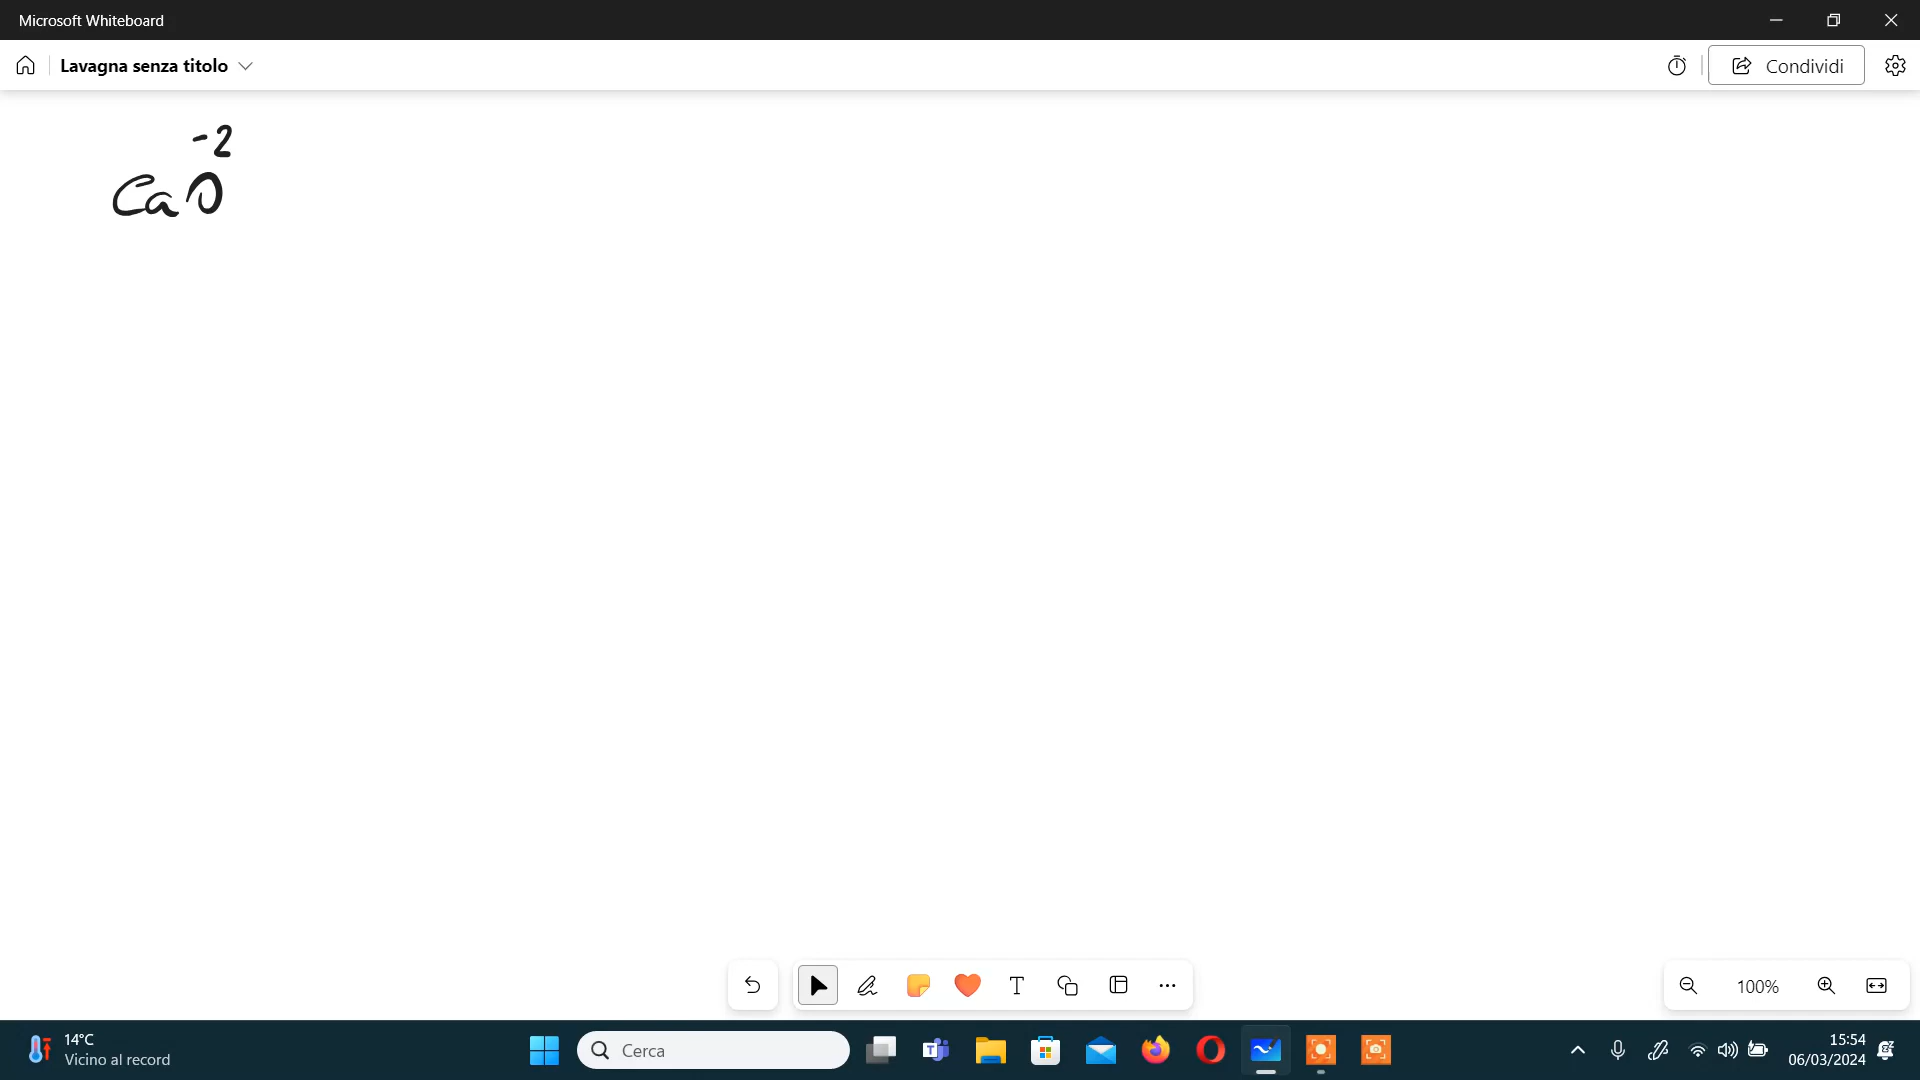 Microsoft Whiteboard
Lavagna senza titolo
Condividi
-2
CaO
100%
14°C
Vicino al record
Cerca
15:54
06/03/2024